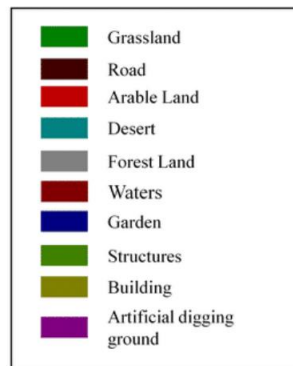 Grassland
Road
Arable Land
Desert
Forest Land
Waters
Garden
Structures
Building
Artificial digging
ground